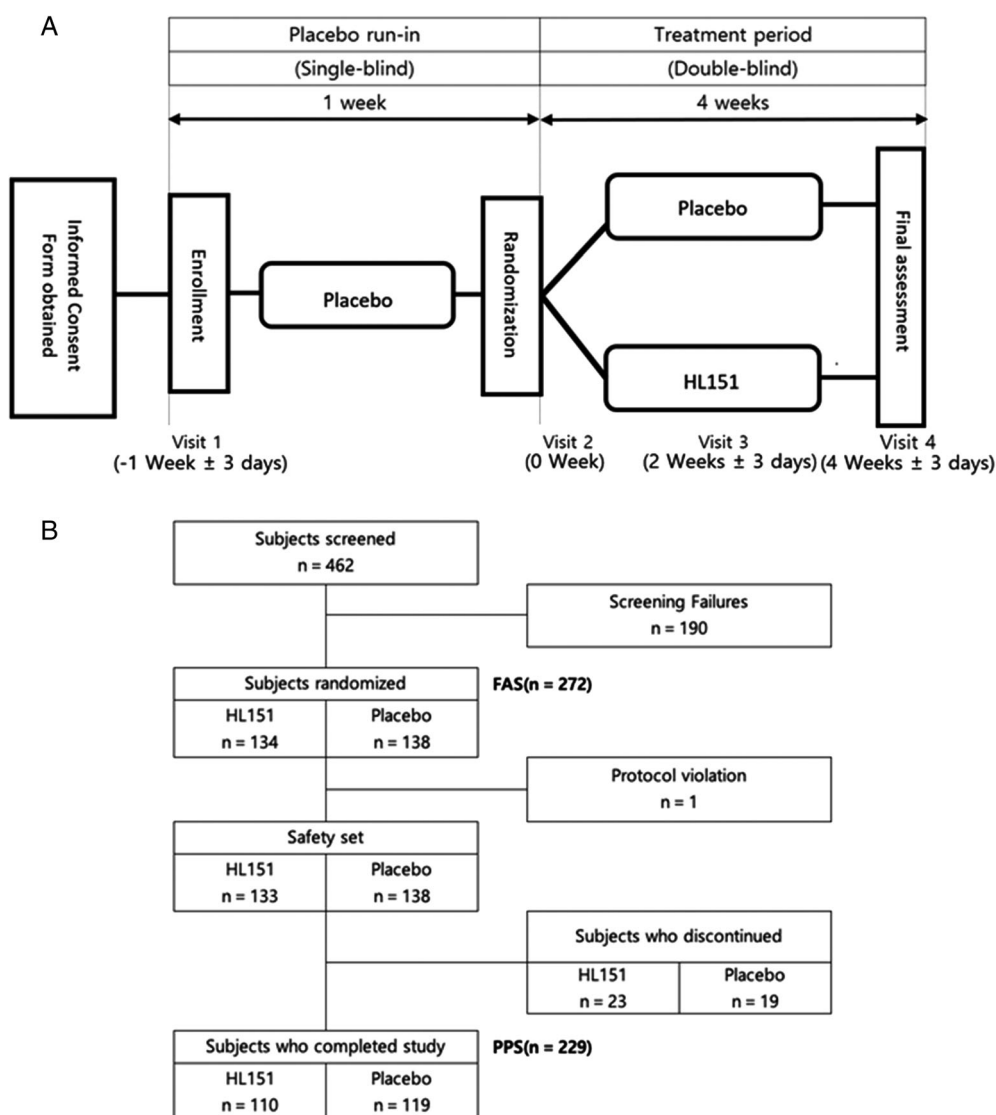 A
Placebo run-in
Treatment period
(Single-blind)
(Double-blind)
1 week
4 weeks
Informed Consent
Form obtained
Enrollment
Placebo
Randomization
Placebo
HL151
Final assessment
Visit 1
(-1 Week ± 3 days)
Visit 2
(0 Week)
Visit 3
(2 Weeks ± 3 days)
Visit 4
(4 Weeks ± 3 days)
B
Subjects screened
n = 462
Screening Failures
n = 190
Subjects randomized
FAS(n = 272)
HL151
n = 134
Placebo
n = 138
Protocol violation
n = 1
Safety set
HL151
n = 133
Placebo
n = 138
Subjects who discontinued
HL151
n = 23
Placebo
n = 19
Subjects who completed study
PPS(n = 229)
HL151
n = 110
Placebo
n = 119